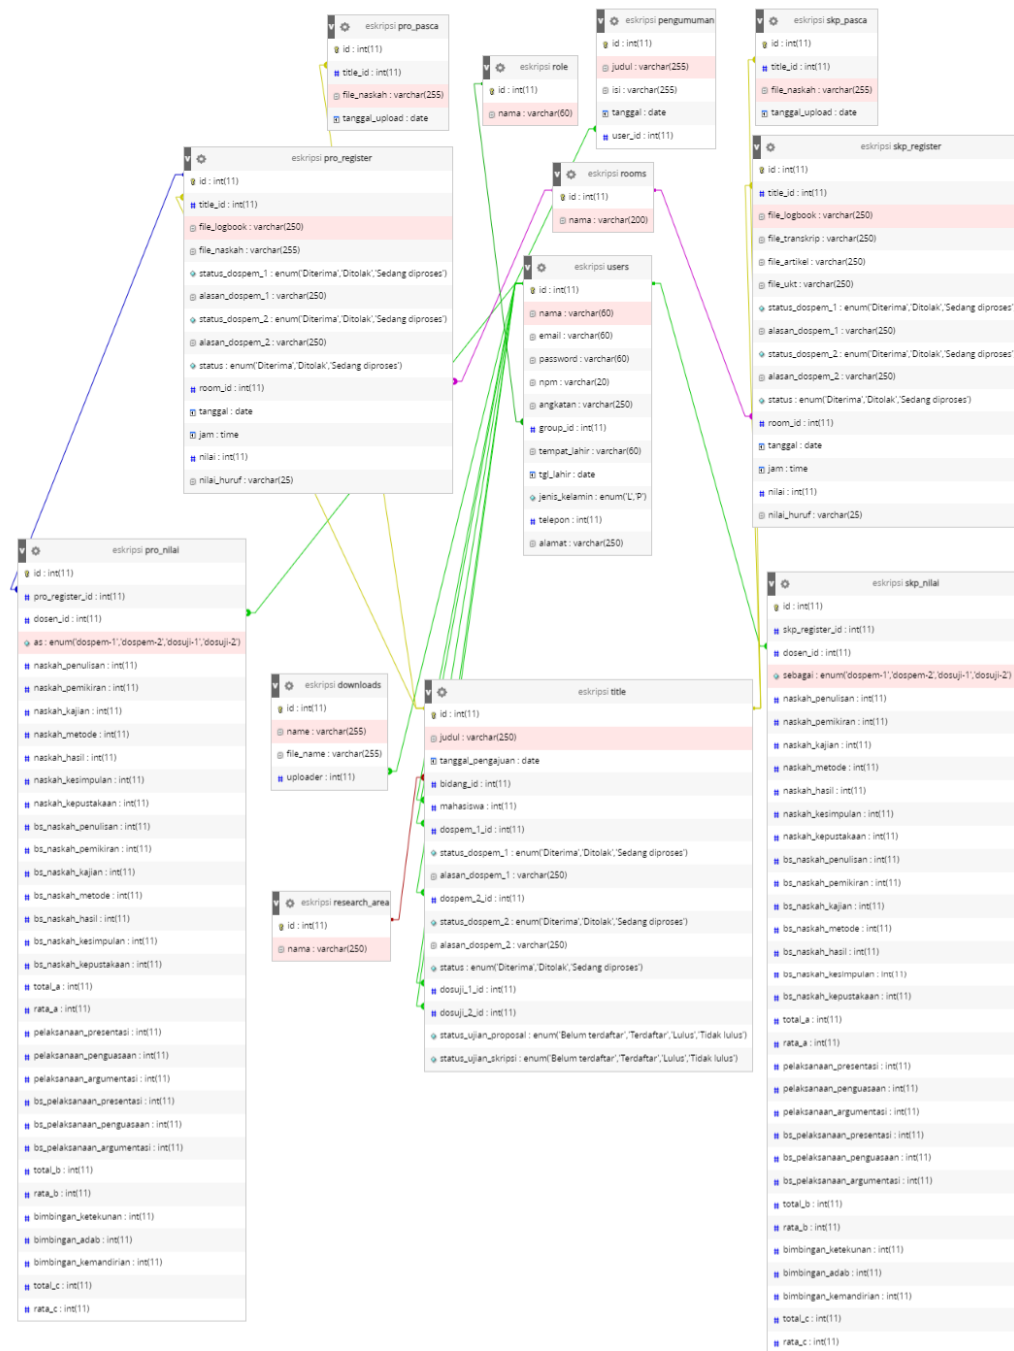 eskripsi pro_pasca
id : int(11)
title_id : int(11)
file_naskah : varchar(255)
tanggal_upload : date
eskripsi role
id : int(11)
nama : varchar(60)
eskripsi pengumuman
id : int(11)
judul : varchar(255)
isi : varchar(255)
tanggal : date
user_id : int(11)
eskripsi skp_pasca
id : int(11)
title_id : int(11)
file_naskah : varchar(255)
tanggal_upload : date
eskripsi pro_register
id : int(11)
title_id : int(11)
file_logbook : varchar(250)
file_naskah : varchar(255)
status_dospem_1 : enum('Diterima','Ditolak','Sedang diproses')
alasan_dospem_1 : varchar(250)
status_dospem_2 : enum('Diterima','Ditolak','Sedang diproses')
alasan_dospem_2 : varchar(250)
status : enum('Diterima','Ditolak','Sedang diproses')
room_id : int(11)
tanggal : date
jam : time
nilai : int(11)
nilai_huruf : varchar(25)
eskripsi rooms
id : int(11)
nama : varchar(200)
eskripsi users
id : int(11)
nama : varchar(60)
email : varchar(60)
password : varchar(60)
npm : varchar(20)
angkatan : varchar(250)
group_id : int(11)
tempat_lahir : varchar(60)
tgl_lahir : date
jenis_kelamin : enum('L','P')
telepon : int(11)
alamat : varchar(250)
eskripsi skp_register
id : int(11)
title_id : int(11)
file_logbook : varchar(250)
file_transkrip : varchar(250)
file_artikel : varchar(250)
file_ukt : varchar(250)
status_dospem_1 : enum('Diterima','Ditolak','Sedang diproses'
alasan_dospem_1 : varchar(250)
status_dospem_2 : enum('Diterima','Ditolak','Sedang diproses'
alasan_dospem_2 : varchar(250)
status : enum('Diterima','Ditolak','Sedang diproses')
room_id : int(11)
tanggal : date
jam : time
nilai : int(11)
nilai_huruf : varchar(25)
eskripsi pro_nilai
id : int(11)
pro_register_id : int(11)
dosen_id : int(11)
as : enum('dospem-1','dospem-2','dosuji-1','dosuji-2')
naskah_penulisan : int(11)
naskah_pemikiran : int(11)
naskah_kajian : int(11)
naskah_metode : int(11)
naskah_hasil : int(11)
naskah_kesimpulan : int(11)
naskah_kepustakaan : int(11)
bs_naskah_penulisan : int(11)
bs_naskah_pemikiran : int(11)
bs_naskah_kajian : int(11)
bs_naskah_metode : int(11)
bs_naskah_hasil : int(11)
bs_naskah_kesimpulan : int(11)
bs_naskah_kepustakaan : int(11)
total_a : int(11)
rata_a : int(11)
pelaksanaan_presentasi : int(11)
pelaksanaan_penguasaan : int(11)
pelaksanaan_argumentasi : int(11)
bs_pelaksanaan_presentasi : int(11)
bs_pelaksanaan_penguasaan : int(11)
bs_pelaksanaan_argumentasi : int(11)
total_b : int(11)
rata_b : int(11)
bimbingan_ketekunan : int(11)
bimbingan_adab : int(11)
bimbingan_kemandirian : int(11)
total_c : int(11)
rata_c : int(11)
eskripsi downloads
id : int(11)
name : varchar(255)
file_name : varchar(255)
uploader : int(11)
eskripsi research_area
id : int(11)
nama : varchar(250)
eskripsi title
id : int(11)
judul : varchar(250)
tanggal_pengajuan : date
bidang_id : int(11)
mahasiswa : int(11)
dospem_1_id : int(11)
status_dospem_1 : enum('Diterima','Ditolak','Sedang diproses')
alasan_dospem_1 : varchar(250)
dospem_2_id : int(11)
status_dospem_2 : enum('Diterima','Ditolak','Sedang diproses')
alasan_dospem_2 : varchar(250)
status : enum('Diterima','Ditolak','Sedang diproses')
dosuji_1_id : int(11)
dosuji_2_id : int(11)
status_ujian_proposal : enum('Belum terdaftar','Terdaftar','Lulus','Tidak lulus')
status_ujian_skripsi : enum('Belum terdaftar','Terdaftar','Lulus','Tidak lulus')
eskripsi skp_nilai
id : int(11)
skp_register_id : int(11)
dosen_id : int(11)
sebagai : enum('dospem-1','dospem-2','dosuji-1','dosuji-2')
naskah_penulisan : int(11)
naskah_pemikiran : int(11)
naskah_kajian : int(11)
naskah_metode : int(11)
naskah_hasil : int(11)
naskah_kesimpulan : int(11)
naskah_kepustakaan : int(11)
bs_naskah_penulisan : int(11)
bs_naskah_pemikiran : int(11)
bs_naskah_kajian : int(11)
bs_naskah_metode : int(11)
bs_naskah_hasil : int(11)
bs_naskah_kesimpulan : int(11)
bs_naskah_kepustakaan : int(11)
total_a : int(11)
rata_a : int(11)
pelaksanaan_presentasi : int(11)
pelaksanaan_penguasaan : int(11)
pelaksanaan_argumentasi : int(11)
bs_pelaksanaan_presentasi : int(11)
bs_pelaksanaan_penguasaan : int(11)
bs_pelaksanaan_argumentasi : int(11)
total_b : int(11)
rata_b : int(11)
bimbingan_ketekunan : int(11)
bimbingan_adab : int(11)
bimbingan_kemandirian : int(11)
total_c : int(11)
rata_c : int(11)